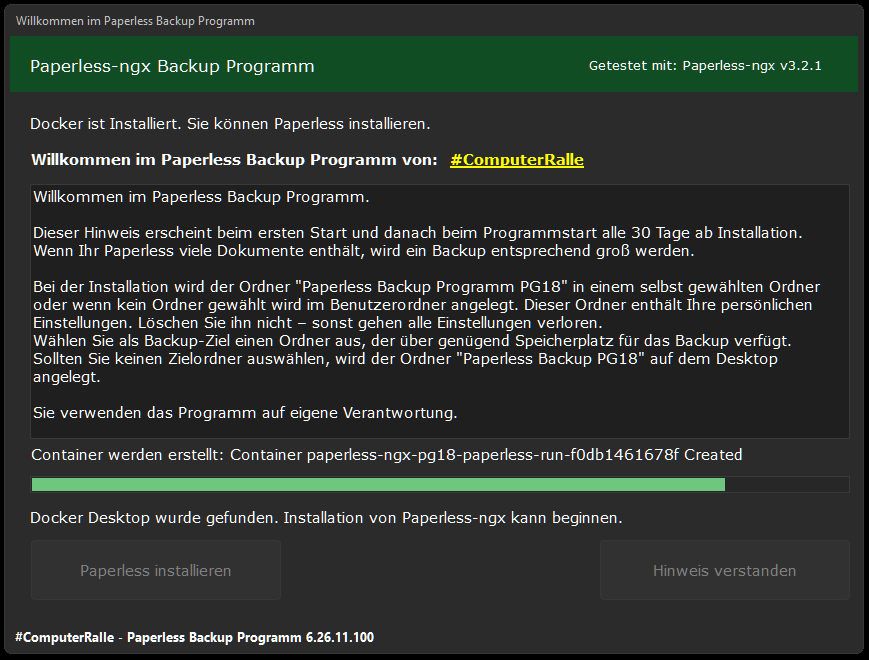 Willkommen im Paperless Backup Programm
Paperless-ngx Backup Programm
Getestet mit: Paperless-ngx v3.2.1
Docker ist Installiert. Sie können Paperless installieren.
Willkommen im Paperless Backup Programm von: #ComputerRalle
Willkommen im Paperless Backup Programm.
Dieser Hinweis erscheint beim ersten Start und danach beim Programmstart alle 30 Tage ab Installation.
Wenn Ihr Paperless viele Dokumente enthält, wird ein Backup entsprechend groß werden.
Bei der Installation wird der Ordner "Paperless Backup Programm PG18" in einem selbst gewählten Ordner
oder wenn kein Ordner gewählt wird im Benutzerordner angelegt. Dieser Ordner enthält Ihre persönlichen
Einstellungen. Löschen Sie ihn nicht – sonst gehen alle Einstellungen verloren.
Wählen Sie als Backup-Ziel einen Ordner aus, der über genügend Speicherplatz für das Backup verfügt.
Sollten Sie keinen Zielordner auswählen, wird der Ordner "Paperless Backup PG18" auf dem Desktop
angelegt.
Sie verwenden das Programm auf eigene Verantwortung.
Container werden erstellt: Container paperless-ngx-pg18-paperless-run-f0db1461678f Created
Docker Desktop wurde gefunden. Installation von Paperless-ngx kann beginnen.
Paperless installieren
Hinweis verstanden
#ComputerRalle - Paperless Backup Programm 6.26.11.100